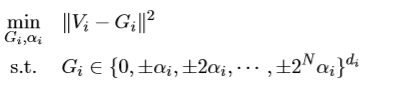 min ‖V_i − G_i‖²
G_i,α_i
s.t. G_i ∈ {0, ±α_i, ±2α_i, ⋯ , ±2^N α_i}^{d_i}